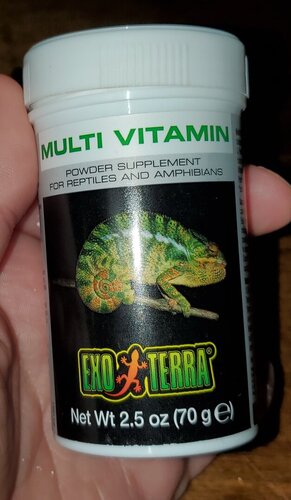 MULTI VITAMIN
POWDER SUPPLEMENT
FOR REPTILES AND AMPHIBIANS
EXO TERRA®
Net Wt 2.5 oz (70 g ℮)